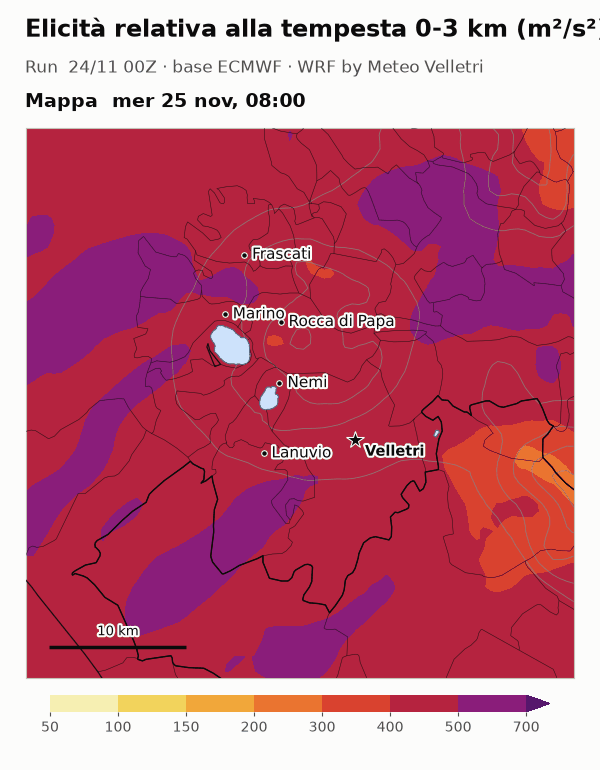 Elicità relativa alla tempesta 0-3 km (m²/s²)
Run 24/11 00Z · base ECMWF · WRF by Meteo Velletri
Mappa mer 25 nov, 08:00
Frascati
Marino
Rocca di Papa
Nemi
Velletri
Lanuvio
10 km
50 100 150 200 300 400 500 700